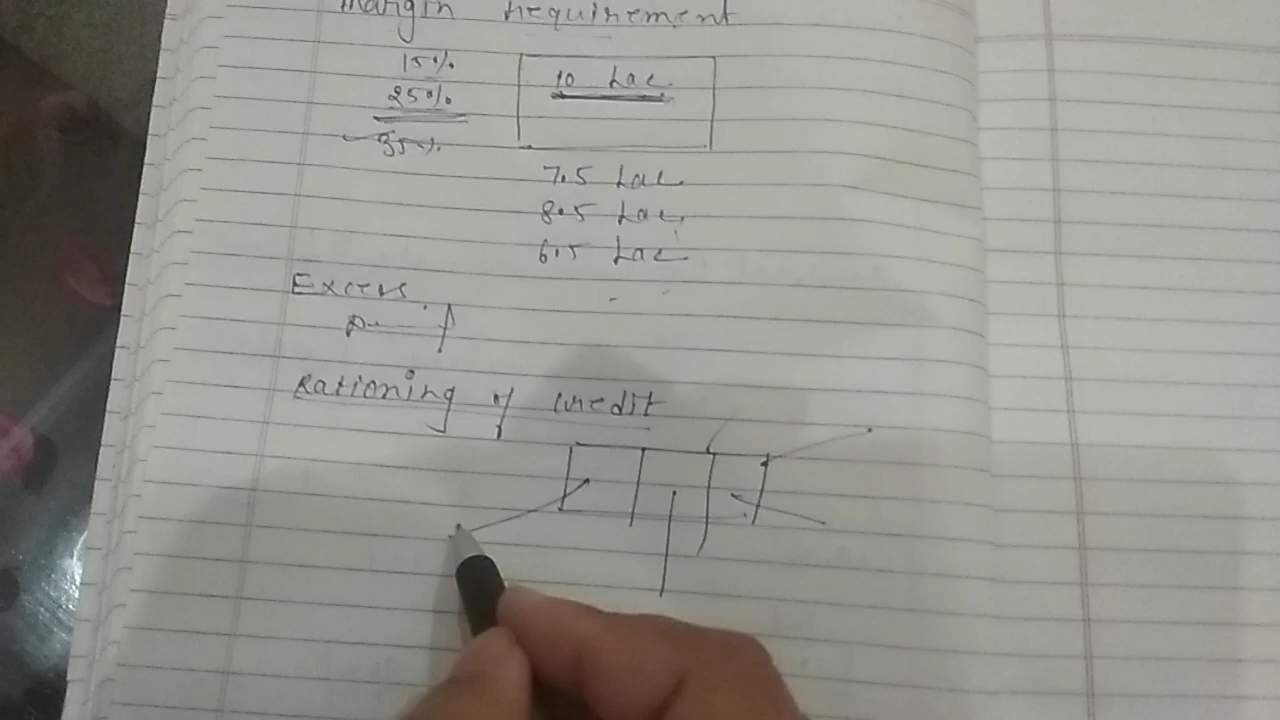 Margin Requirement
15%
25%
35%
10 Lac
7.5 Lac
8.5 Lac
6.5 Lac
Excess
Rationing of Credit